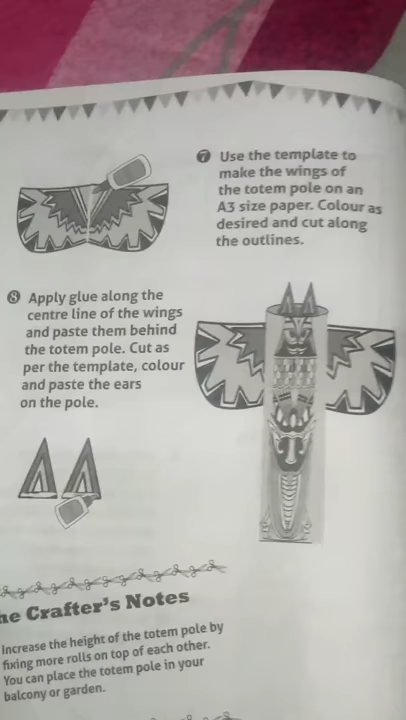 7 Use the template to
make the wings of
the totem pole on an
A3 size paper. Colour as
desired and cut along
the outlines.
8 Apply glue along the
centre line of the wings
and paste them behind
the totem pole. Cut as
per the template, colour
and paste the ears
on the pole.
he Crafter's Notes
Increase the height of the totem pole by
fixing more rolls on top of each other.
You can place the totem pole in your
balcony or garden.